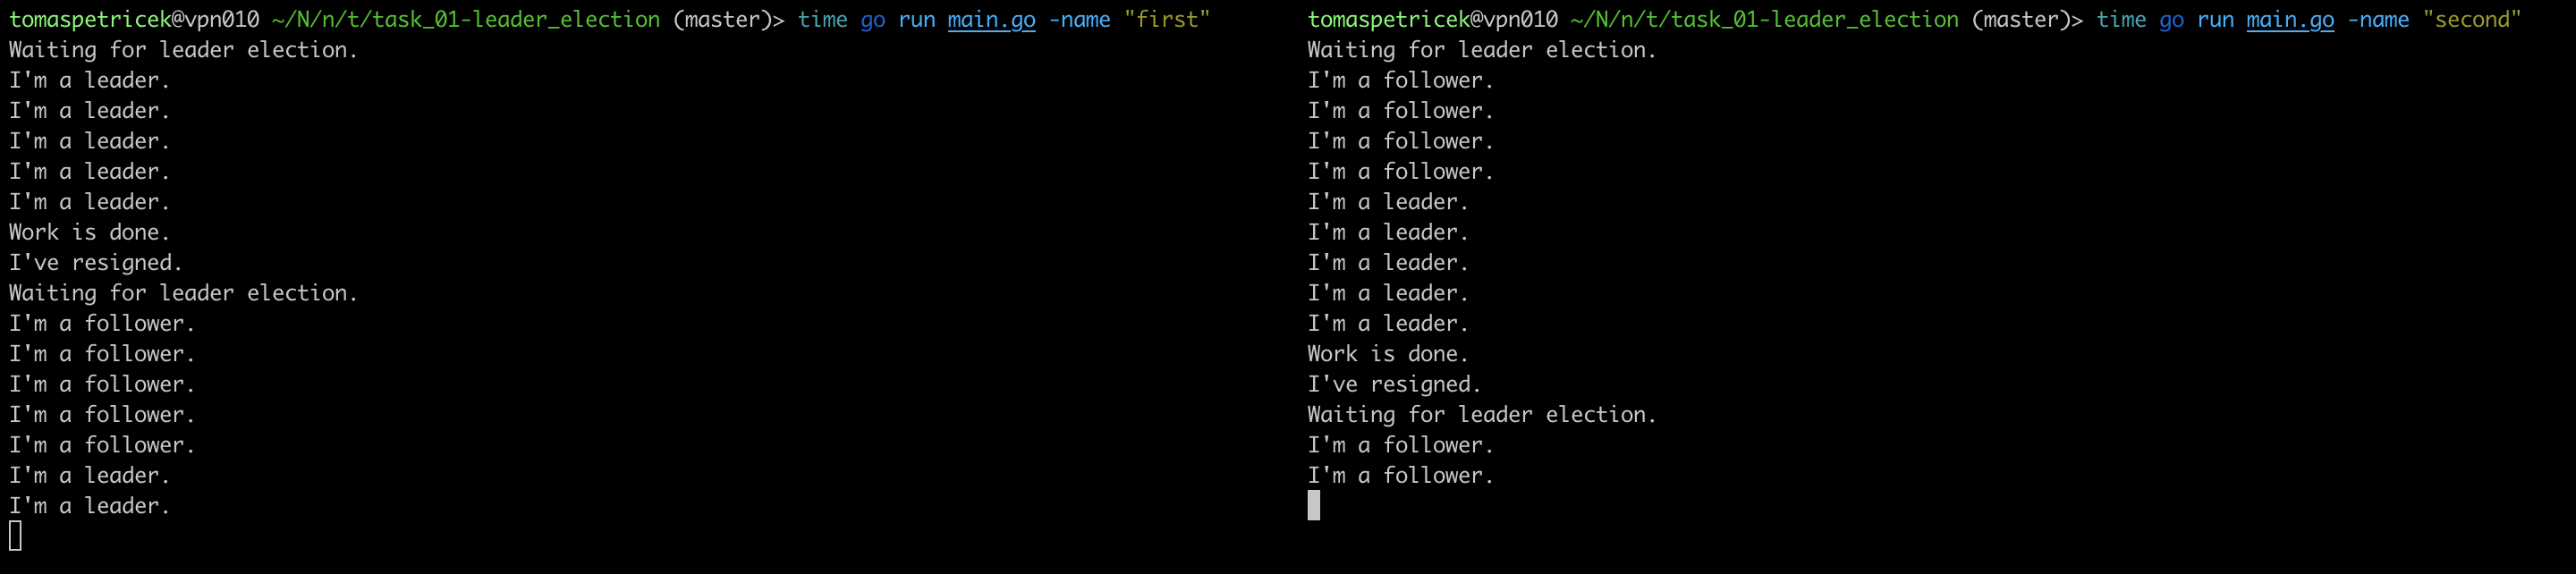 tomaspetricek@vpn010 ~/N/n/t/task_01-leader_election (master)> time go run main.go -name "first"
Waiting for leader election.
I'm a leader.
I'm a leader.
I'm a leader.
I'm a leader.
I'm a leader.
Work is done.
I've resigned.
Waiting for leader election.
I'm a follower.
I'm a follower.
I'm a follower.
I'm a follower.
I'm a follower.
I'm a leader.
I'm a leader.
tomaspetricek@vpn010 ~/N/n/t/task_01-leader_election (master)> time go run main.go -name "second"
Waiting for leader election.
I'm a follower.
I'm a follower.
I'm a follower.
I'm a follower.
I'm a leader.
I'm a leader.
I'm a leader.
I'm a leader.
I'm a leader.
Work is done.
I've resigned.
Waiting for leader election.
I'm a follower.
I'm a follower.